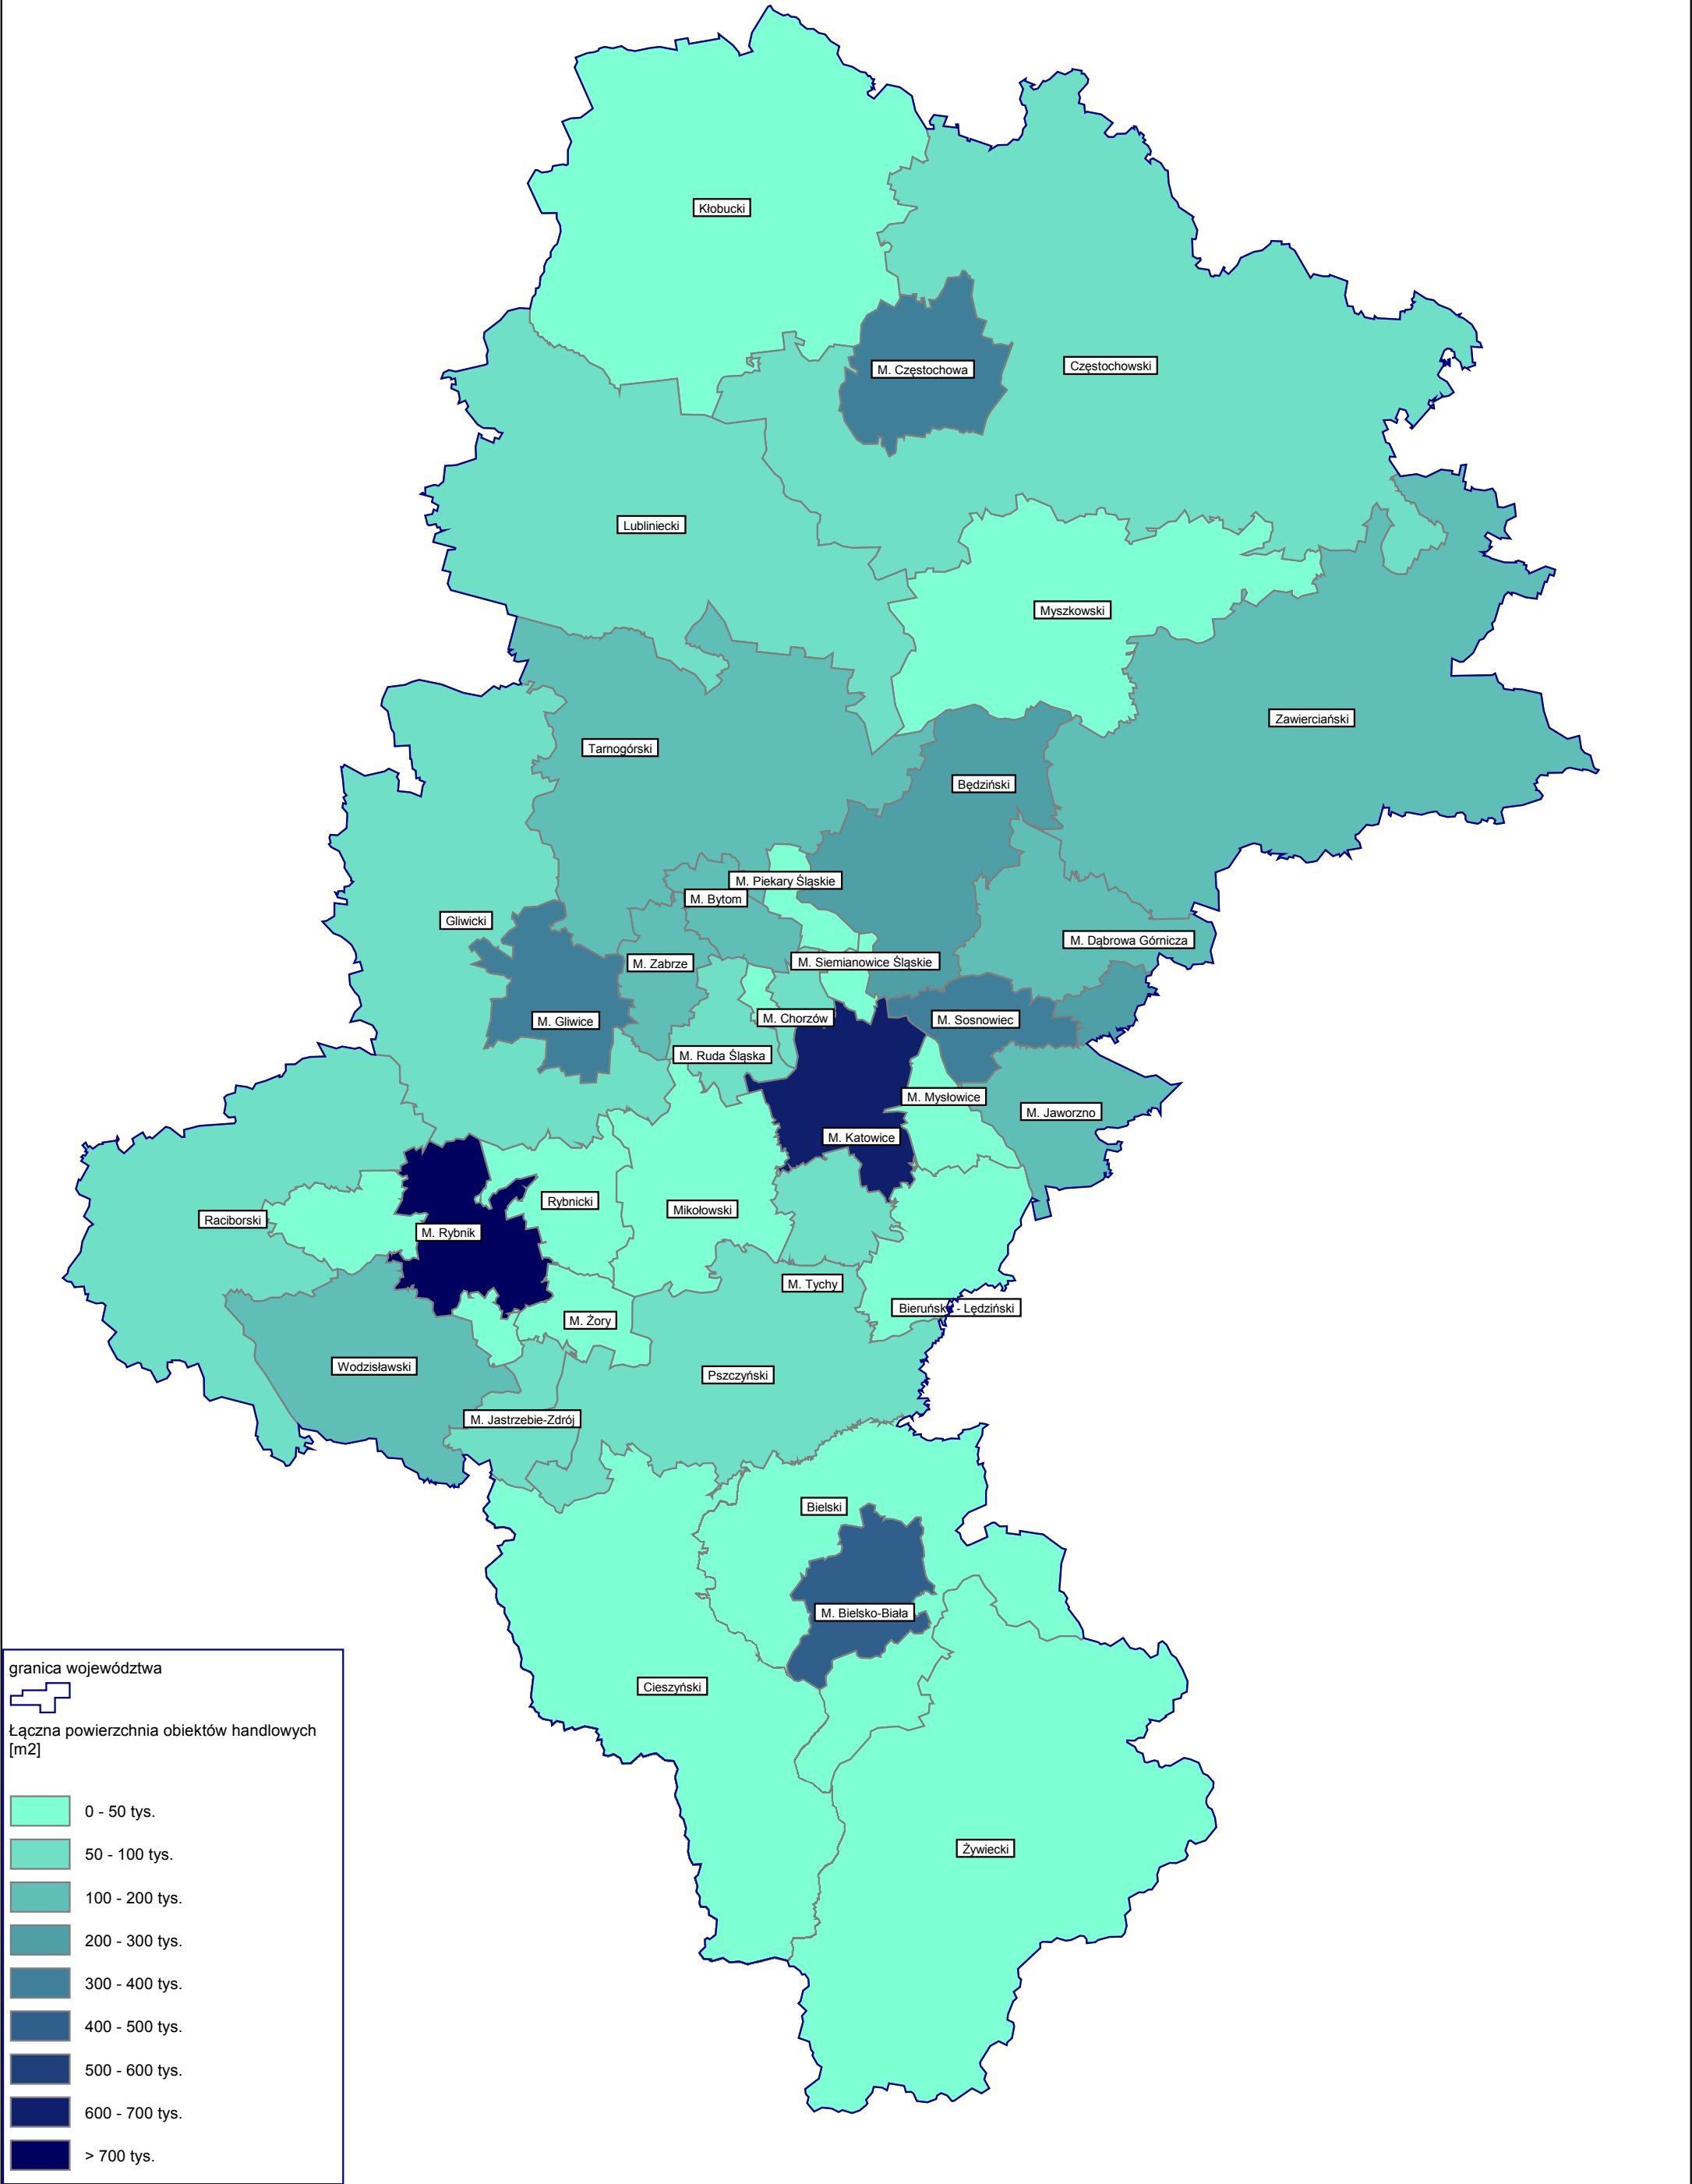 Kłobucki
M. Częstochowa
Częstochowski
Lubliniecki
Myszkowski
Zawierciański
Tarnogórski
Będziński
M. Piekary Śląskie
M. Bytom
Gliwicki
M. Dąbrowa Górnicza
M. Zabrze
M. Siemianowice Śląskie
M. Gliwice
M. Chorzów
M. Sosnowiec
M. Ruda Śląska
M. Mysłowice
M. Jaworzno
M. Katowice
Rybnicki
Mikołowski
Raciborski
M. Rybnik
M. Tychy
Bieruńsk - Lędziński
M. Żory
Wodzisławski
Pszczyński
M. Jastrzebie-Zdrój
Bielski
M. Bielsko-Biała
Cieszyński
Żywiecki
granica województwa
Łączna powierzchnia obiektów handlowych
[m2]
0 - 50 tys.
50 - 100 tys.
100 - 200 tys.
200 - 300 tys.
300 - 400 tys.
400 - 500 tys.
500 - 600 tys.
600 - 700 tys.
> 700 tys.